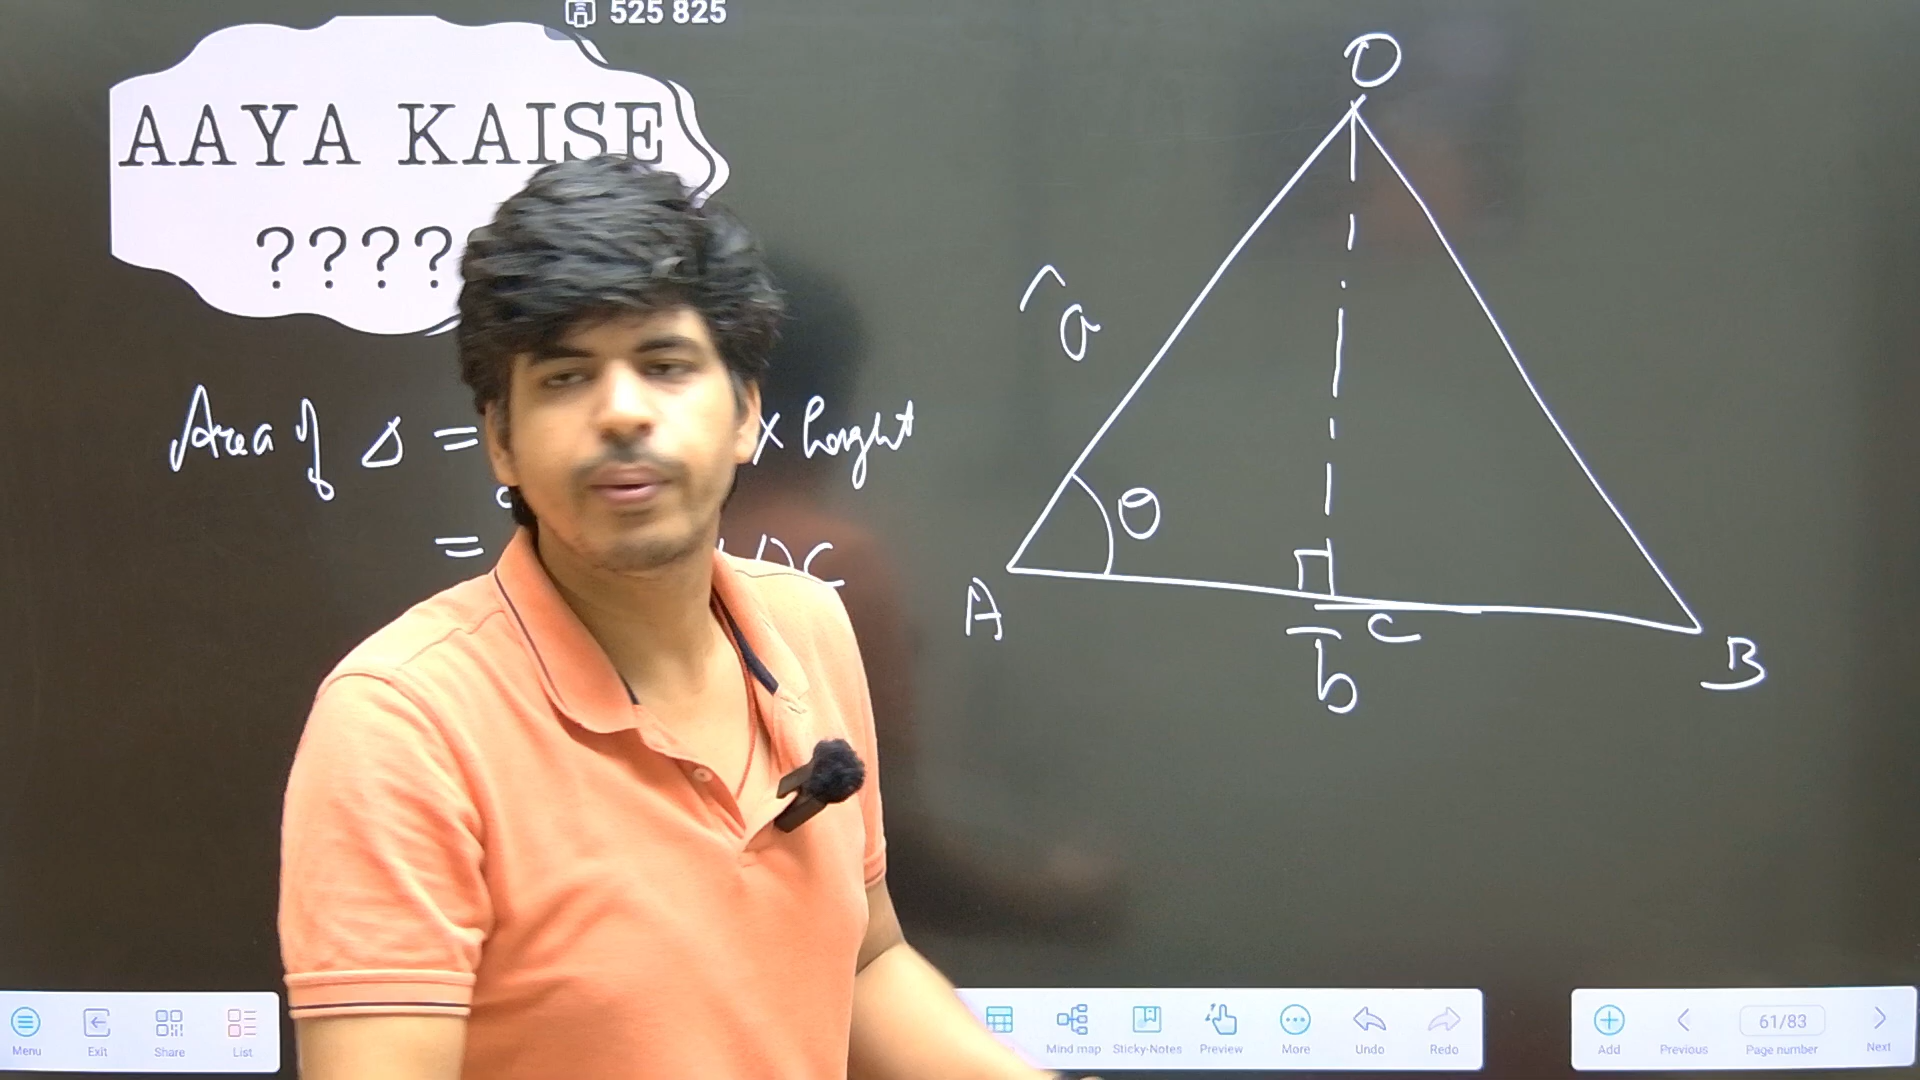 525 825
AAYA KAISE
????
Area of Δ = × height
=
O
â
θ
A
C
B
b
Menu Exit Share List Mind map Sticky-Notes Preview More Undo Redo Add Previous 61/83 Page number Next